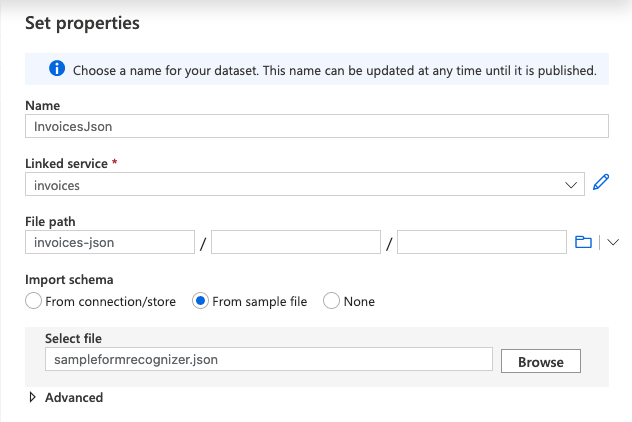 Set properties
Choose a name for your dataset. This name can be updated at any time until it is published.
Name
InvoicesJson
Linked service *
invoices
File path
invoices-json / /
Import schema
From connection/store From sample file None
Select file
sampleformrecognizer.json Browse
Advanced